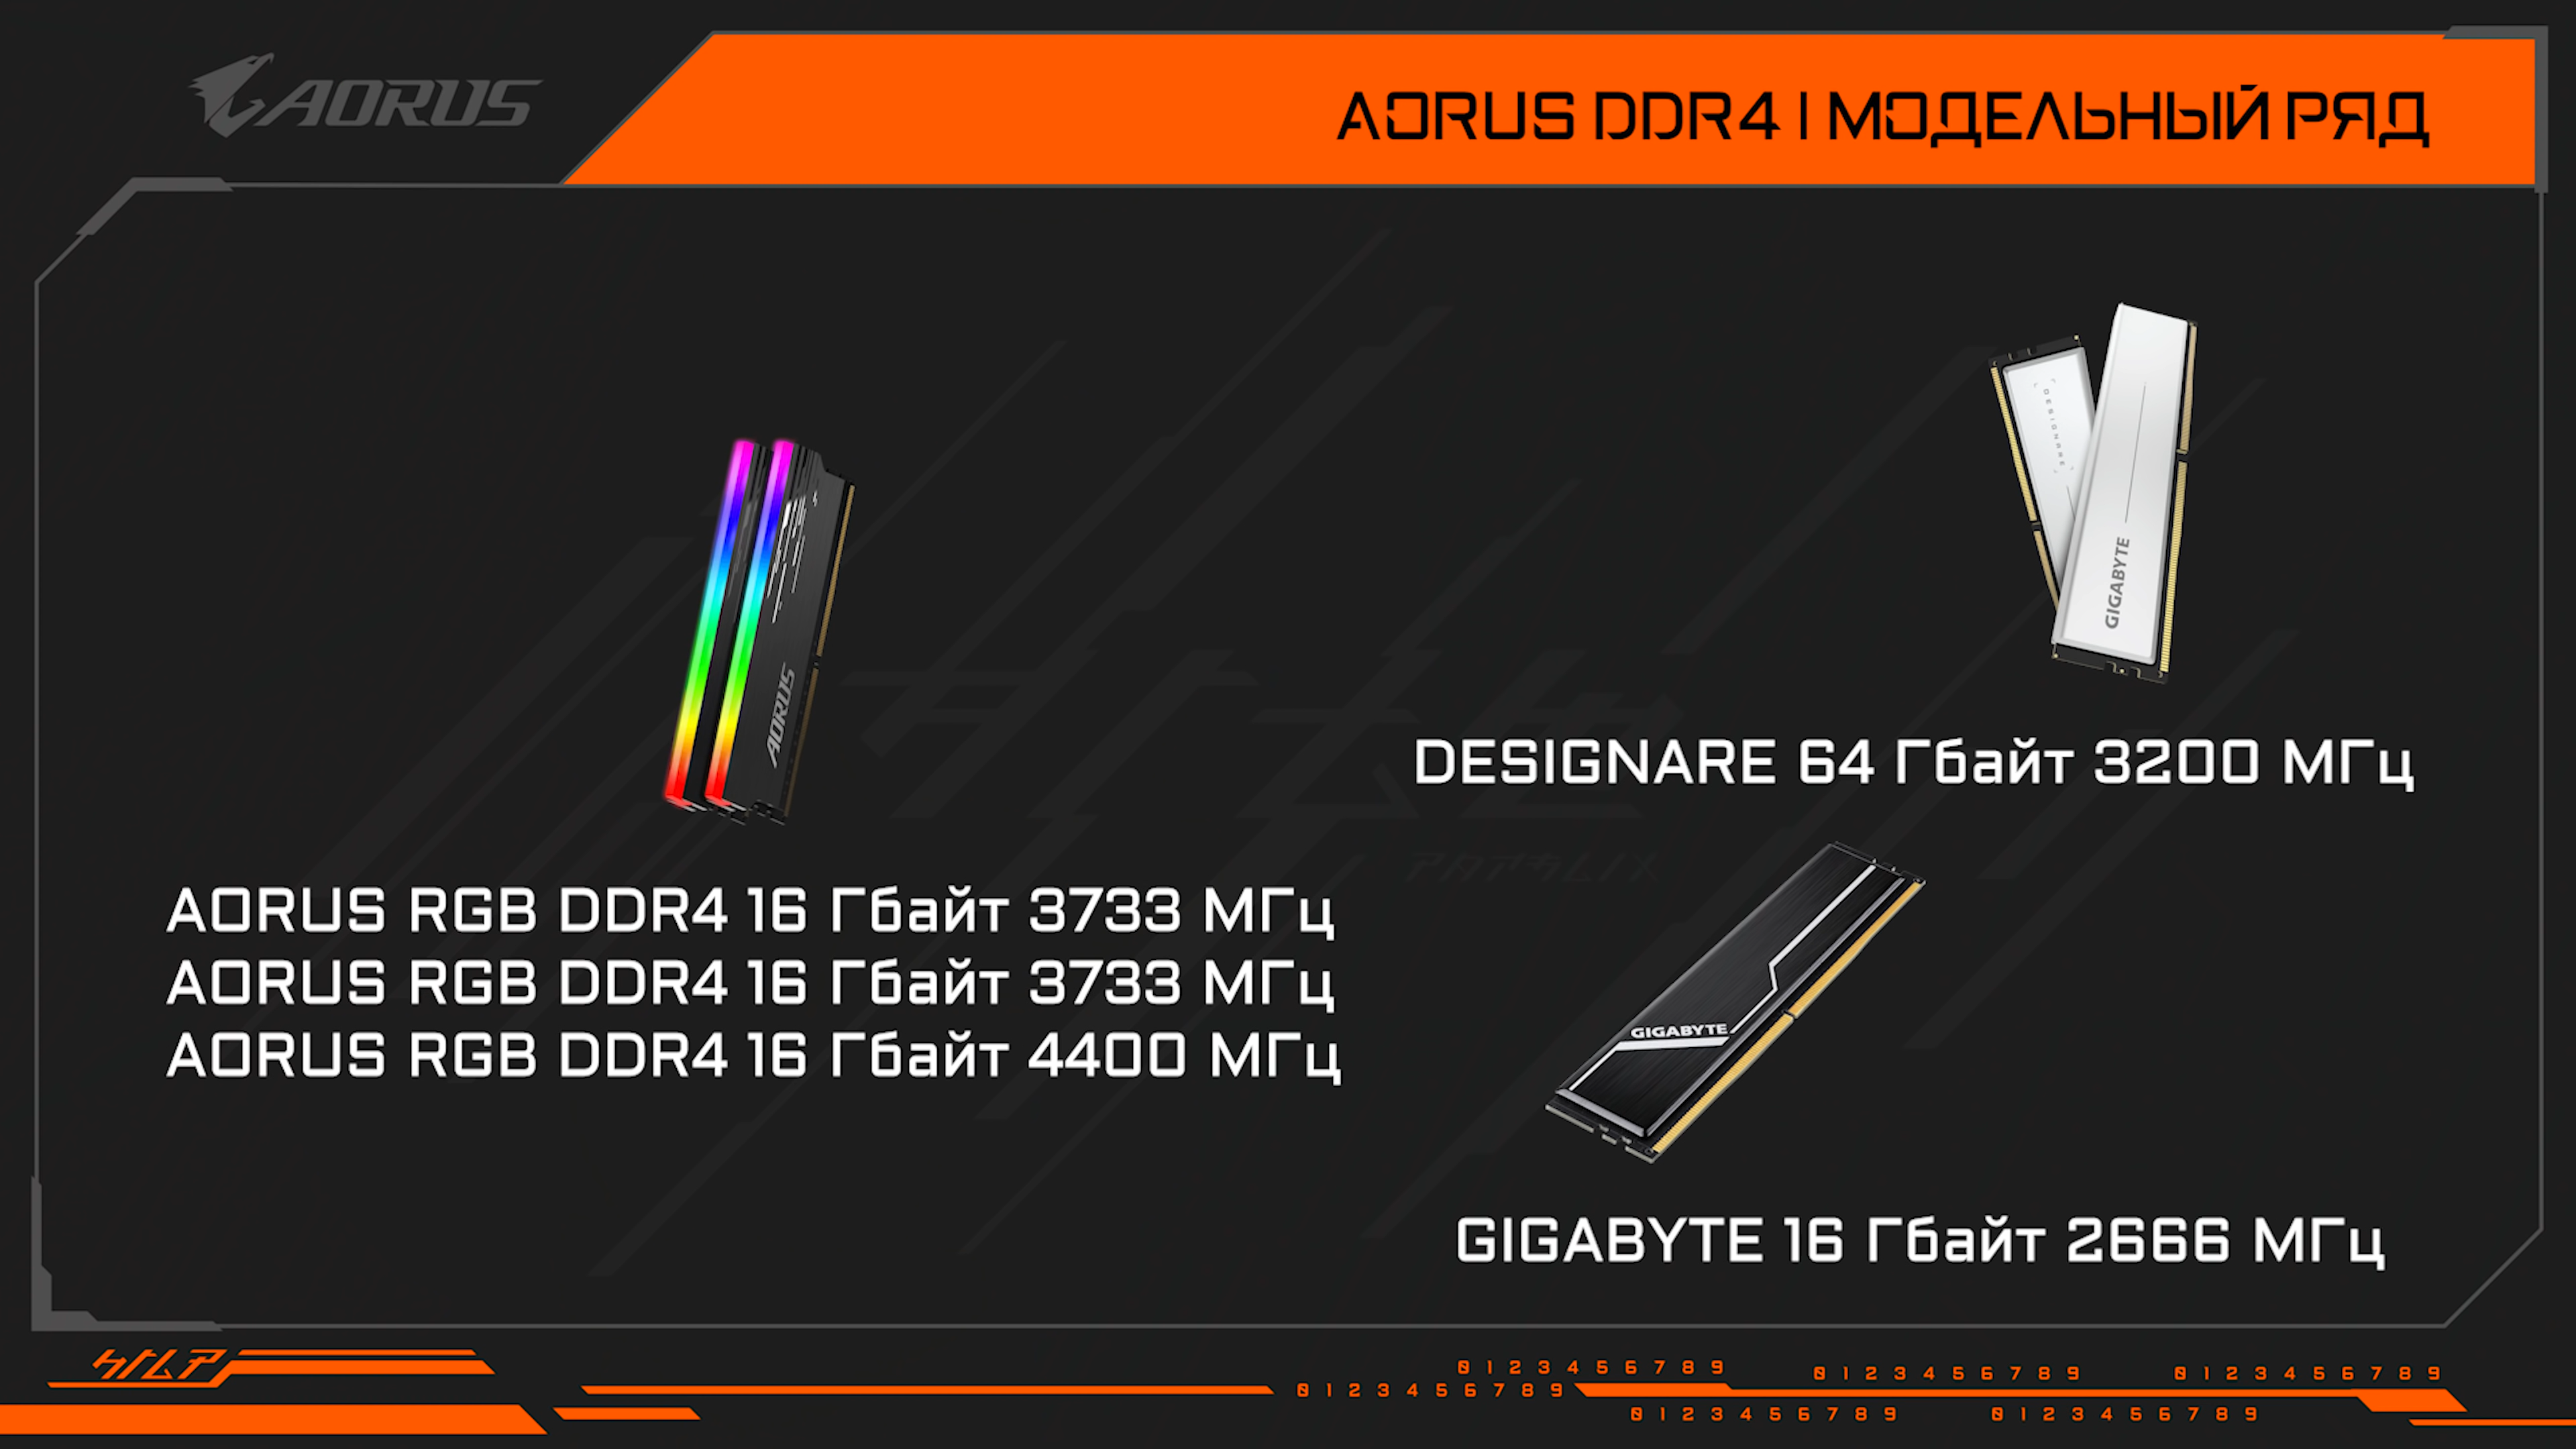 AORUS
AORUS DDR4 | МОДЕЛЬНЫЙ РЯД
DESIGNARE
GIGABYTE
AORUS
DESIGNARE 64 Гбайт 3200 МГц
AORUS RGB DDR4 16 Гбайт 3733 МГц
AORUS RGB DDR4 16 Гбайт 3733 МГц
AORUS RGB DDR4 16 Гбайт 4400 МГц
GIGABYTE
GIGABYTE 16 Гбайт 2666 МГц
0 1 2 3 4 5 6 7 8 9
0 1 2 3 4 5 6 7 8 9
0 1 2 3 4 5 6 7 8 9
0 1 2 3 4 5 6 7 8 9
0 1 2 3 4 5 6 7 8 9
0 1 2 3 4 5 6 7 8 9